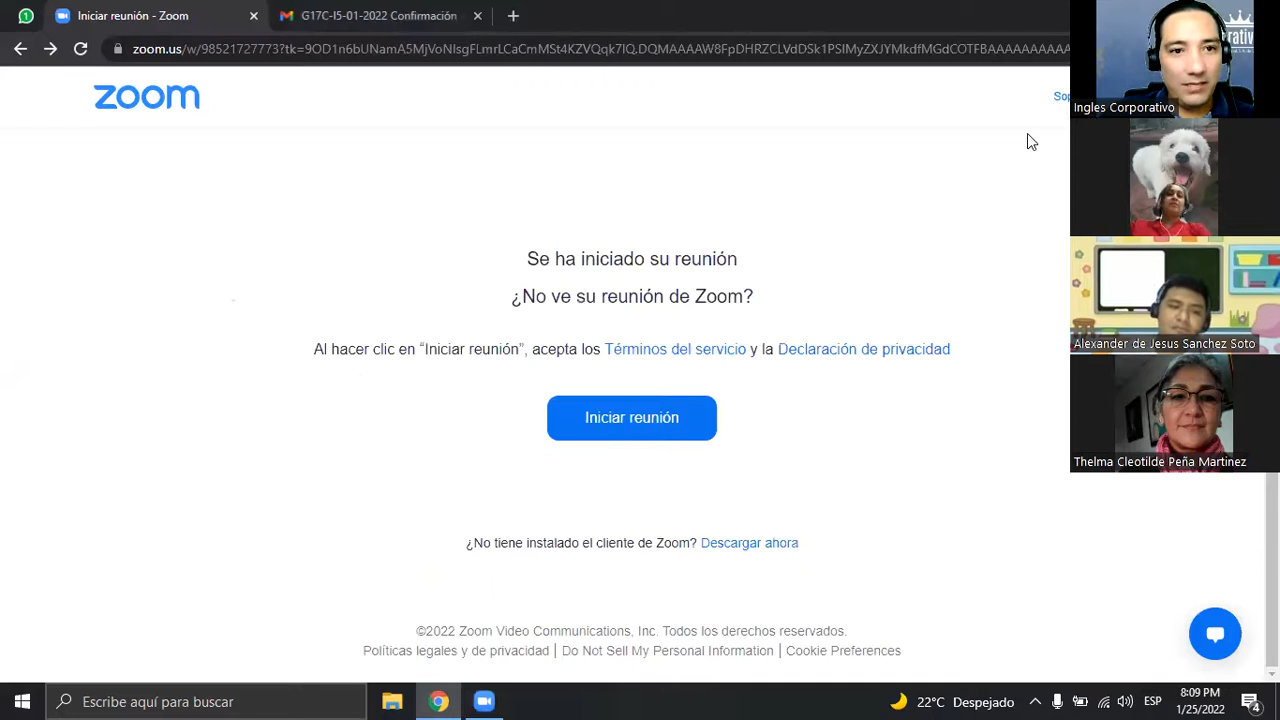 Iniciar reunión - Zoom
G17C-I5-01-2022 Confirmación
zoom
Ingles Corporativo
Se ha iniciado su reunión
¿No ve su reunión de Zoom?
Al hacer clic en “Iniciar reunión”, acepta los Términos del servicio y la Declaración de privacidad
Alexander de Jesus Sanchez Soto
Iniciar reunión
Thelma Cleotilde Peña Martinez
¿No tiene instalado el cliente de Zoom? Descargar ahora
©2022 Zoom Video Communications, Inc. Todos los derechos reservados.
Políticas legales y de privacidad | Do Not Sell My Personal Information | Cookie Preferences
Escribe aquí para buscar
22°C Despejado
ESP
8:09 PM
1/25/2022
4